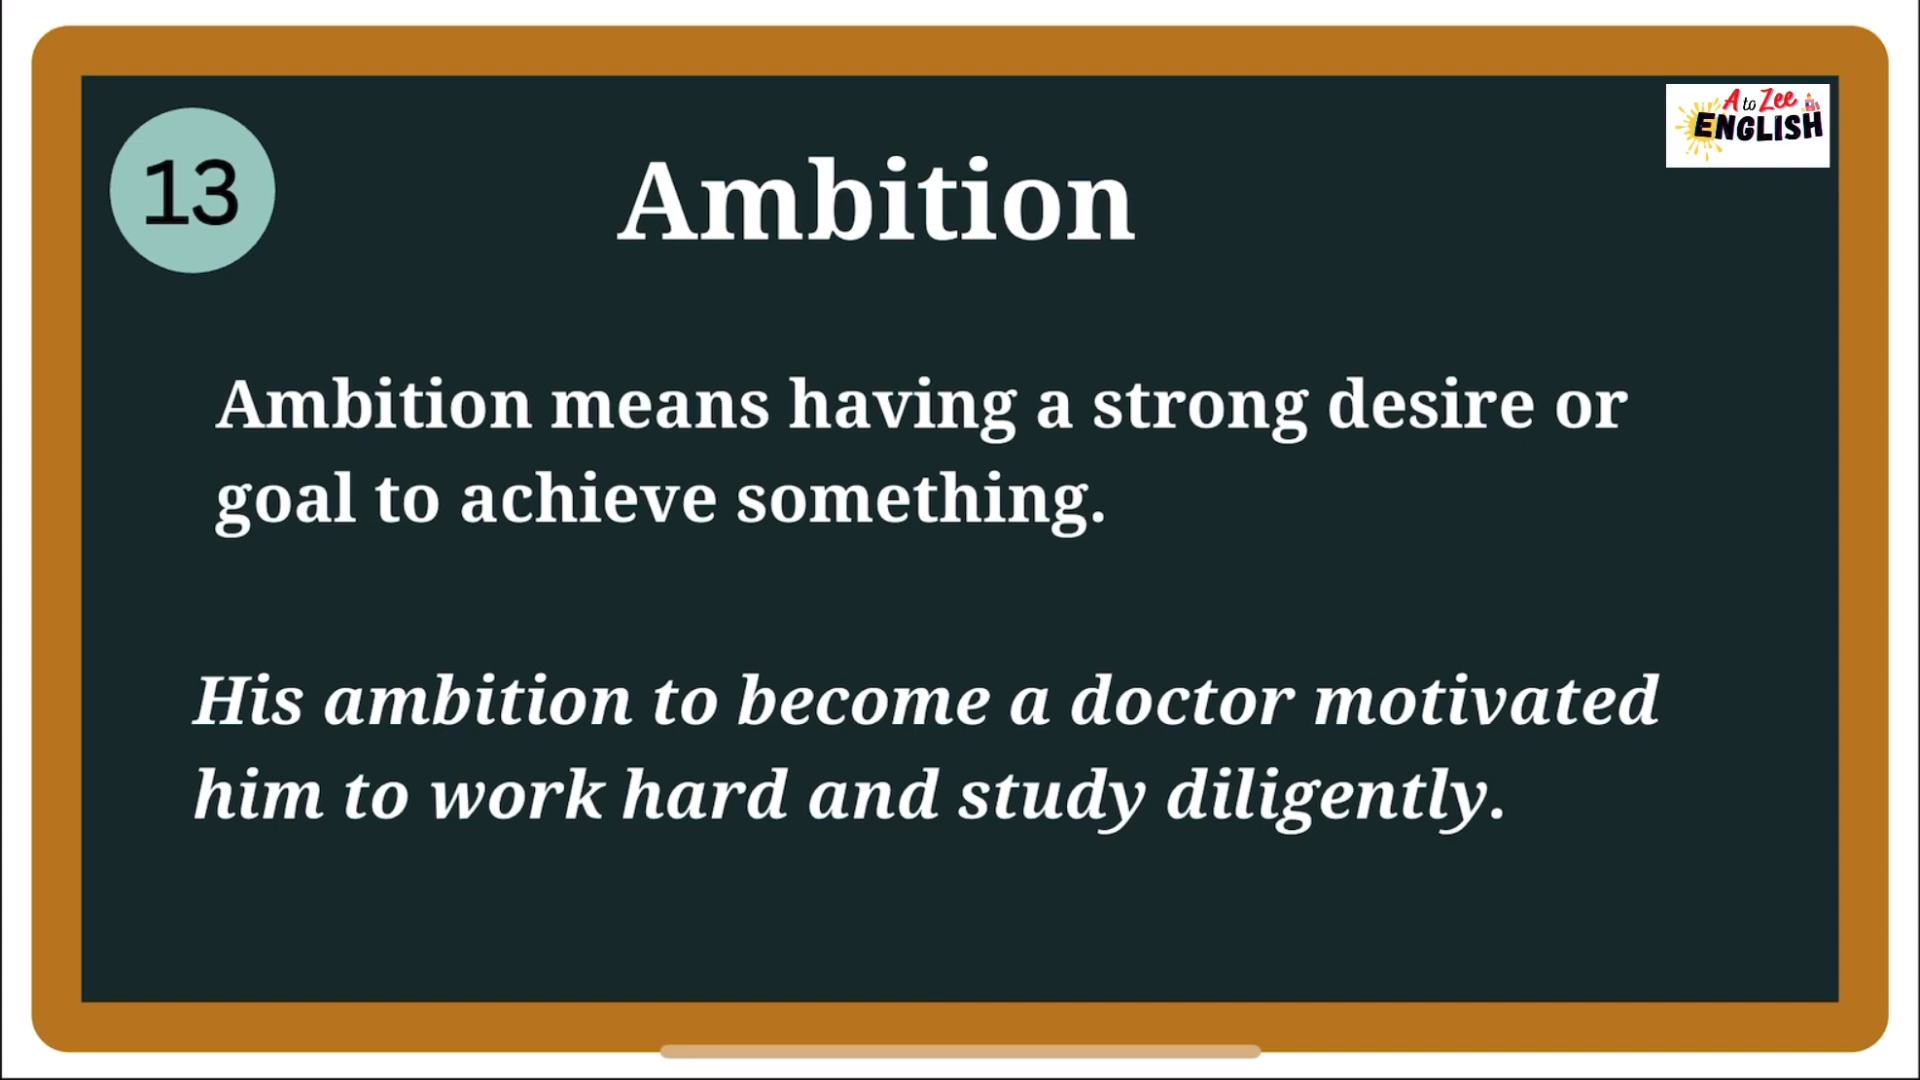 13
A to Zee
ENGLISH
Ambition
Ambition means having a strong desire or
goal to achieve something.
His ambition to become a doctor motivated
him to work hard and study diligently.